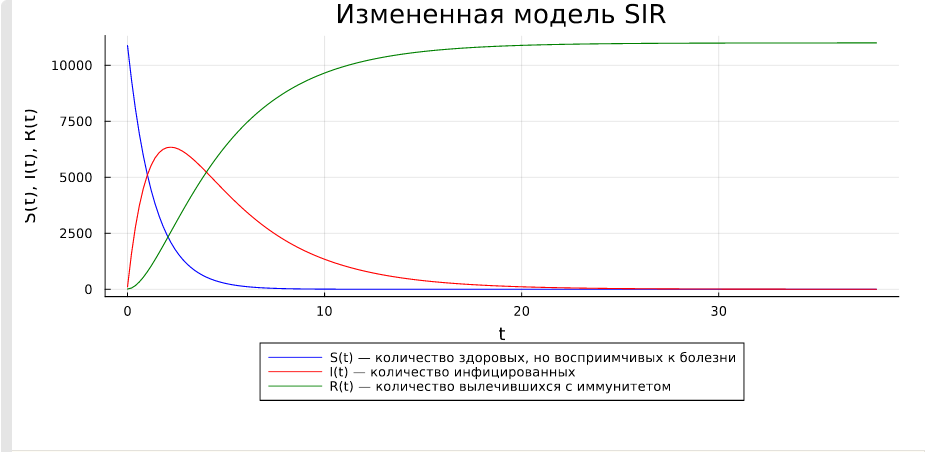 Измененная модель SIR
S(t), I(t), R(t)
10000
7500
5000
2500
0
0 10 20 30
t
S(t) — количество здоровых, но восприимчивых к болезни
I(t) — количество инфицированных
R(t) — количество вылечившихся с иммунитетом